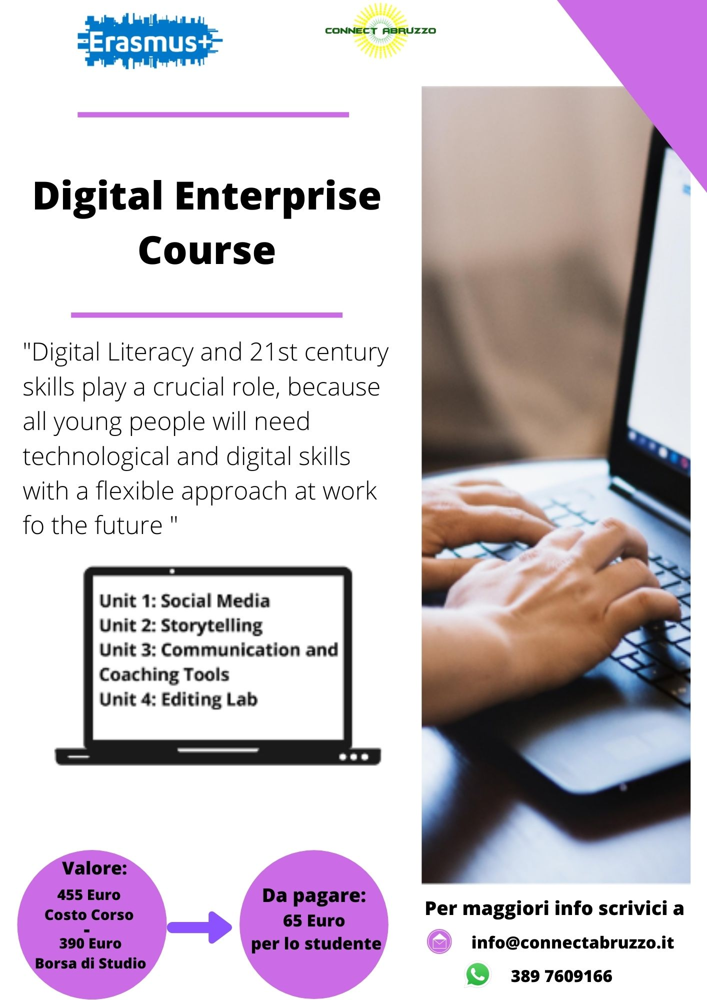 Erasmus+
CONNECT ABRUZZO
Digital Enterprise
Course
"Digital Literacy and 21st century
skills play a crucial role, because
all young people will need
technological and digital skills
with a flexible approach at work
fo the future "
Unit 1: Social Media
Unit 2: Storytelling
Unit 3: Communication and
Coaching Tools
Unit 4: Editing Lab
Valore:
455 Euro
Costo Corso
-
390 Euro
Borsa di Studio
Da pagare:
65 Euro
per lo studente
Per maggiori info scrivici a
info@connectabruzzo.it
389 7609166